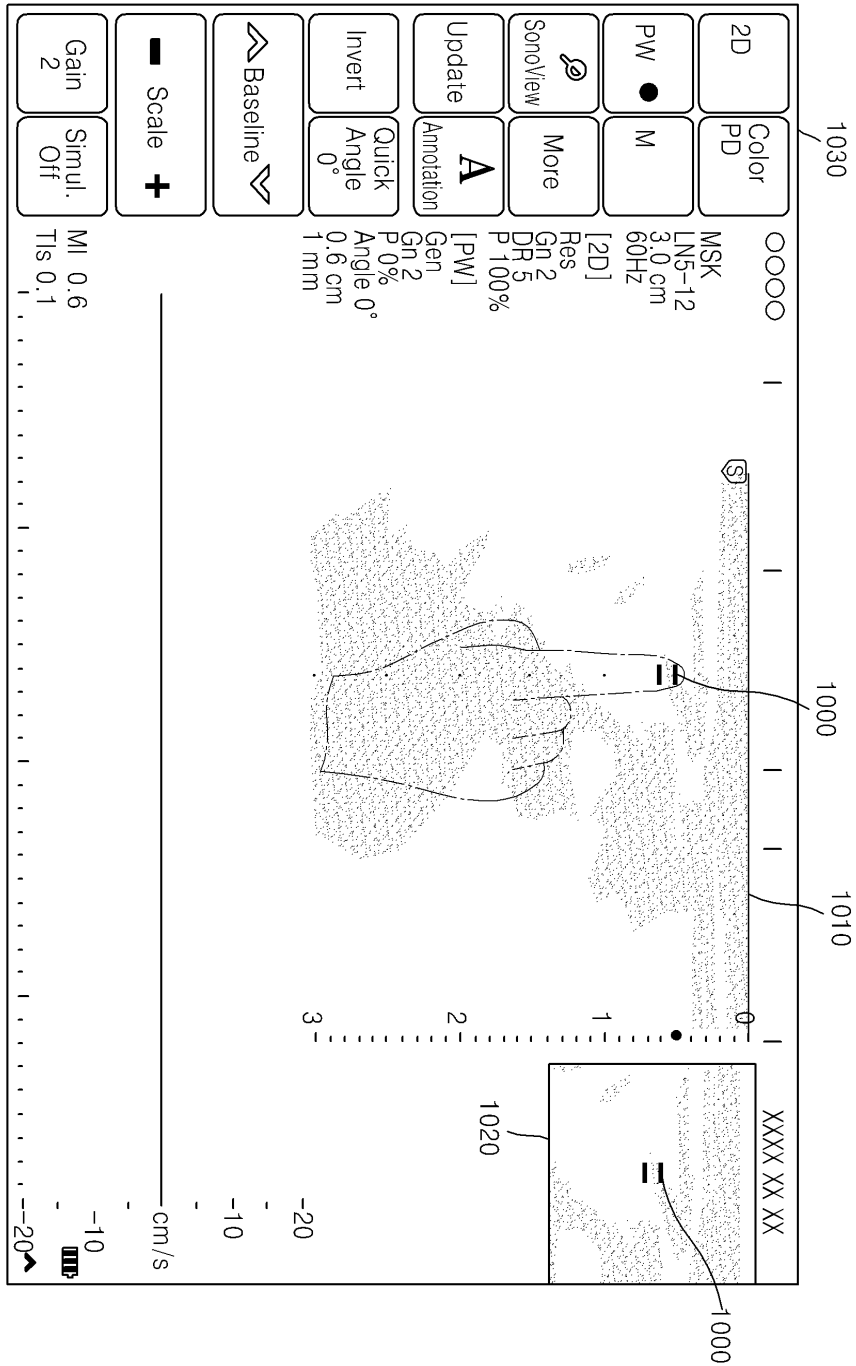 1030
1000
1010
1000
1020
2D
Color
PD
PW ●
M
SonoView
More
Update
A
Annotation
Invert
Quick
Angle
0°
Baseline
− Scale +
Gain
2
Simul.
Off
MSK
LN5-12
3.0 cm
60Hz
[2D]
Res
Gn 2
DR 5
P 100%
[PW]
Gen
Gn 2
P 0%
Angle 0°
0.6 cm
1 mm
MI 0.6
TIs 0.1
S
0
1
2
3
XXXX XX XX
-20
-10
cm/s
-10
-20